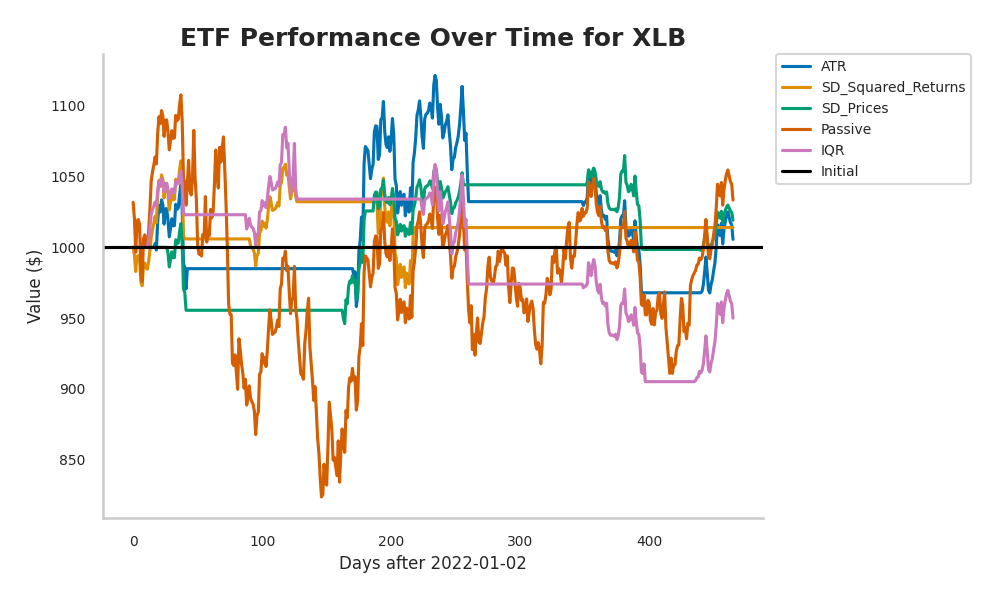 ETF Performance Over Time for XLB
ATR
SD_Squared_Returns
SD_Prices
Passive
IQR
Initial
Value ($)
1100
1050
1000
950
900
850
0
100
200
300
400
Days after 2022-01-02